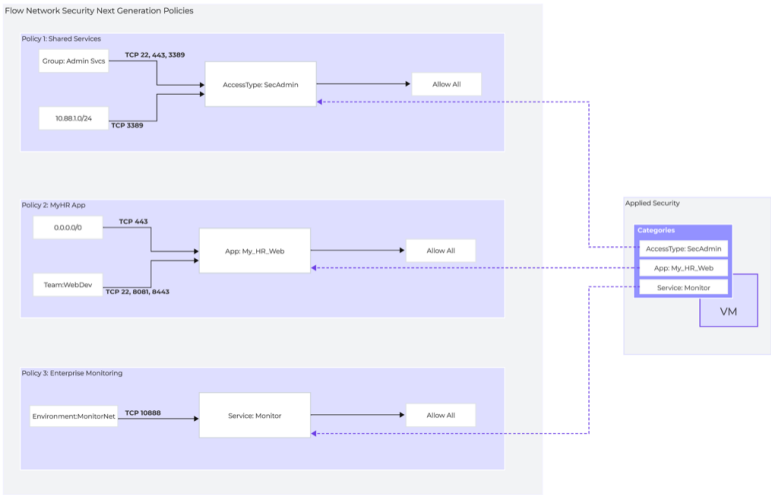 Flow Network Security Next Generation Policies
Policy 1: Shared Services
Group: Admin Svcs
TCP 22, 443, 3389
AccessType: SecAdmin
Allow All
10.88.1.0/24
TCP 3389
Policy 2: MyHR App
0.0.0.0/0
TCP 443
App: My_HR_Web
Allow All
Team:WebDev
TCP 22, 8081, 8443
Policy 3: Enterprise Monitoring
Environment:MonitorNet
TCP 10888
Service: Monitor
Allow All
Applied Security
Categories
AccessType: SecAdmin
App: My_HR_Web
Service: Monitor
VM